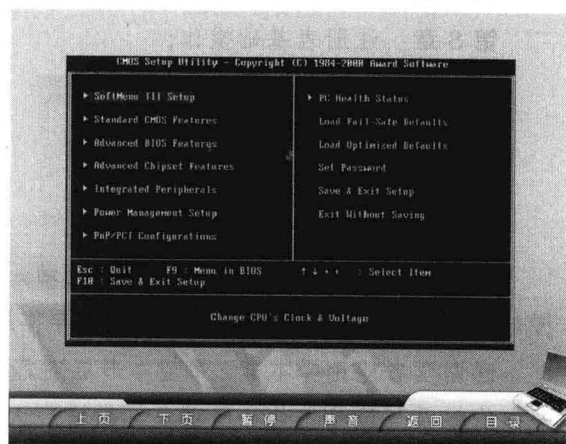 CMOS Setup Utility - Copyright (C) 1984-2000 Award Software
▶ SoftMenu III Setup
▶ Standard CMOS Features
▶ Advanced BIOS Features
▶ Advanced Chipset Features
▶ Integrated Peripherals
▶ Power Management Setup
▶ PnP/PCI Configurations
▶ PC Health Status
Load Fail-Safe Defaults
Load Optimized Defaults
Set Password
Save & Exit Setup
Exit Without Saving
Esc : Quit F9 : Menu in BIOS ↑ ↓ → ← : Select Item
F10 : Save & Exit Setup
Change CPU's Clock & Voltage
上页 下页 暂停 声音 返回 目录